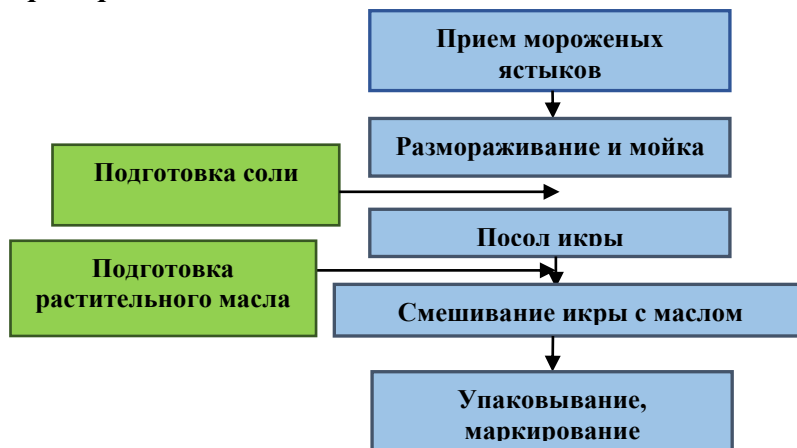 Прием мороженых
ястыков
Размораживание и мойка
Подготовка соли
Посол икры
Подготовка
растительного масла
Смешивание икры с маслом
Упаковывание,
маркирование